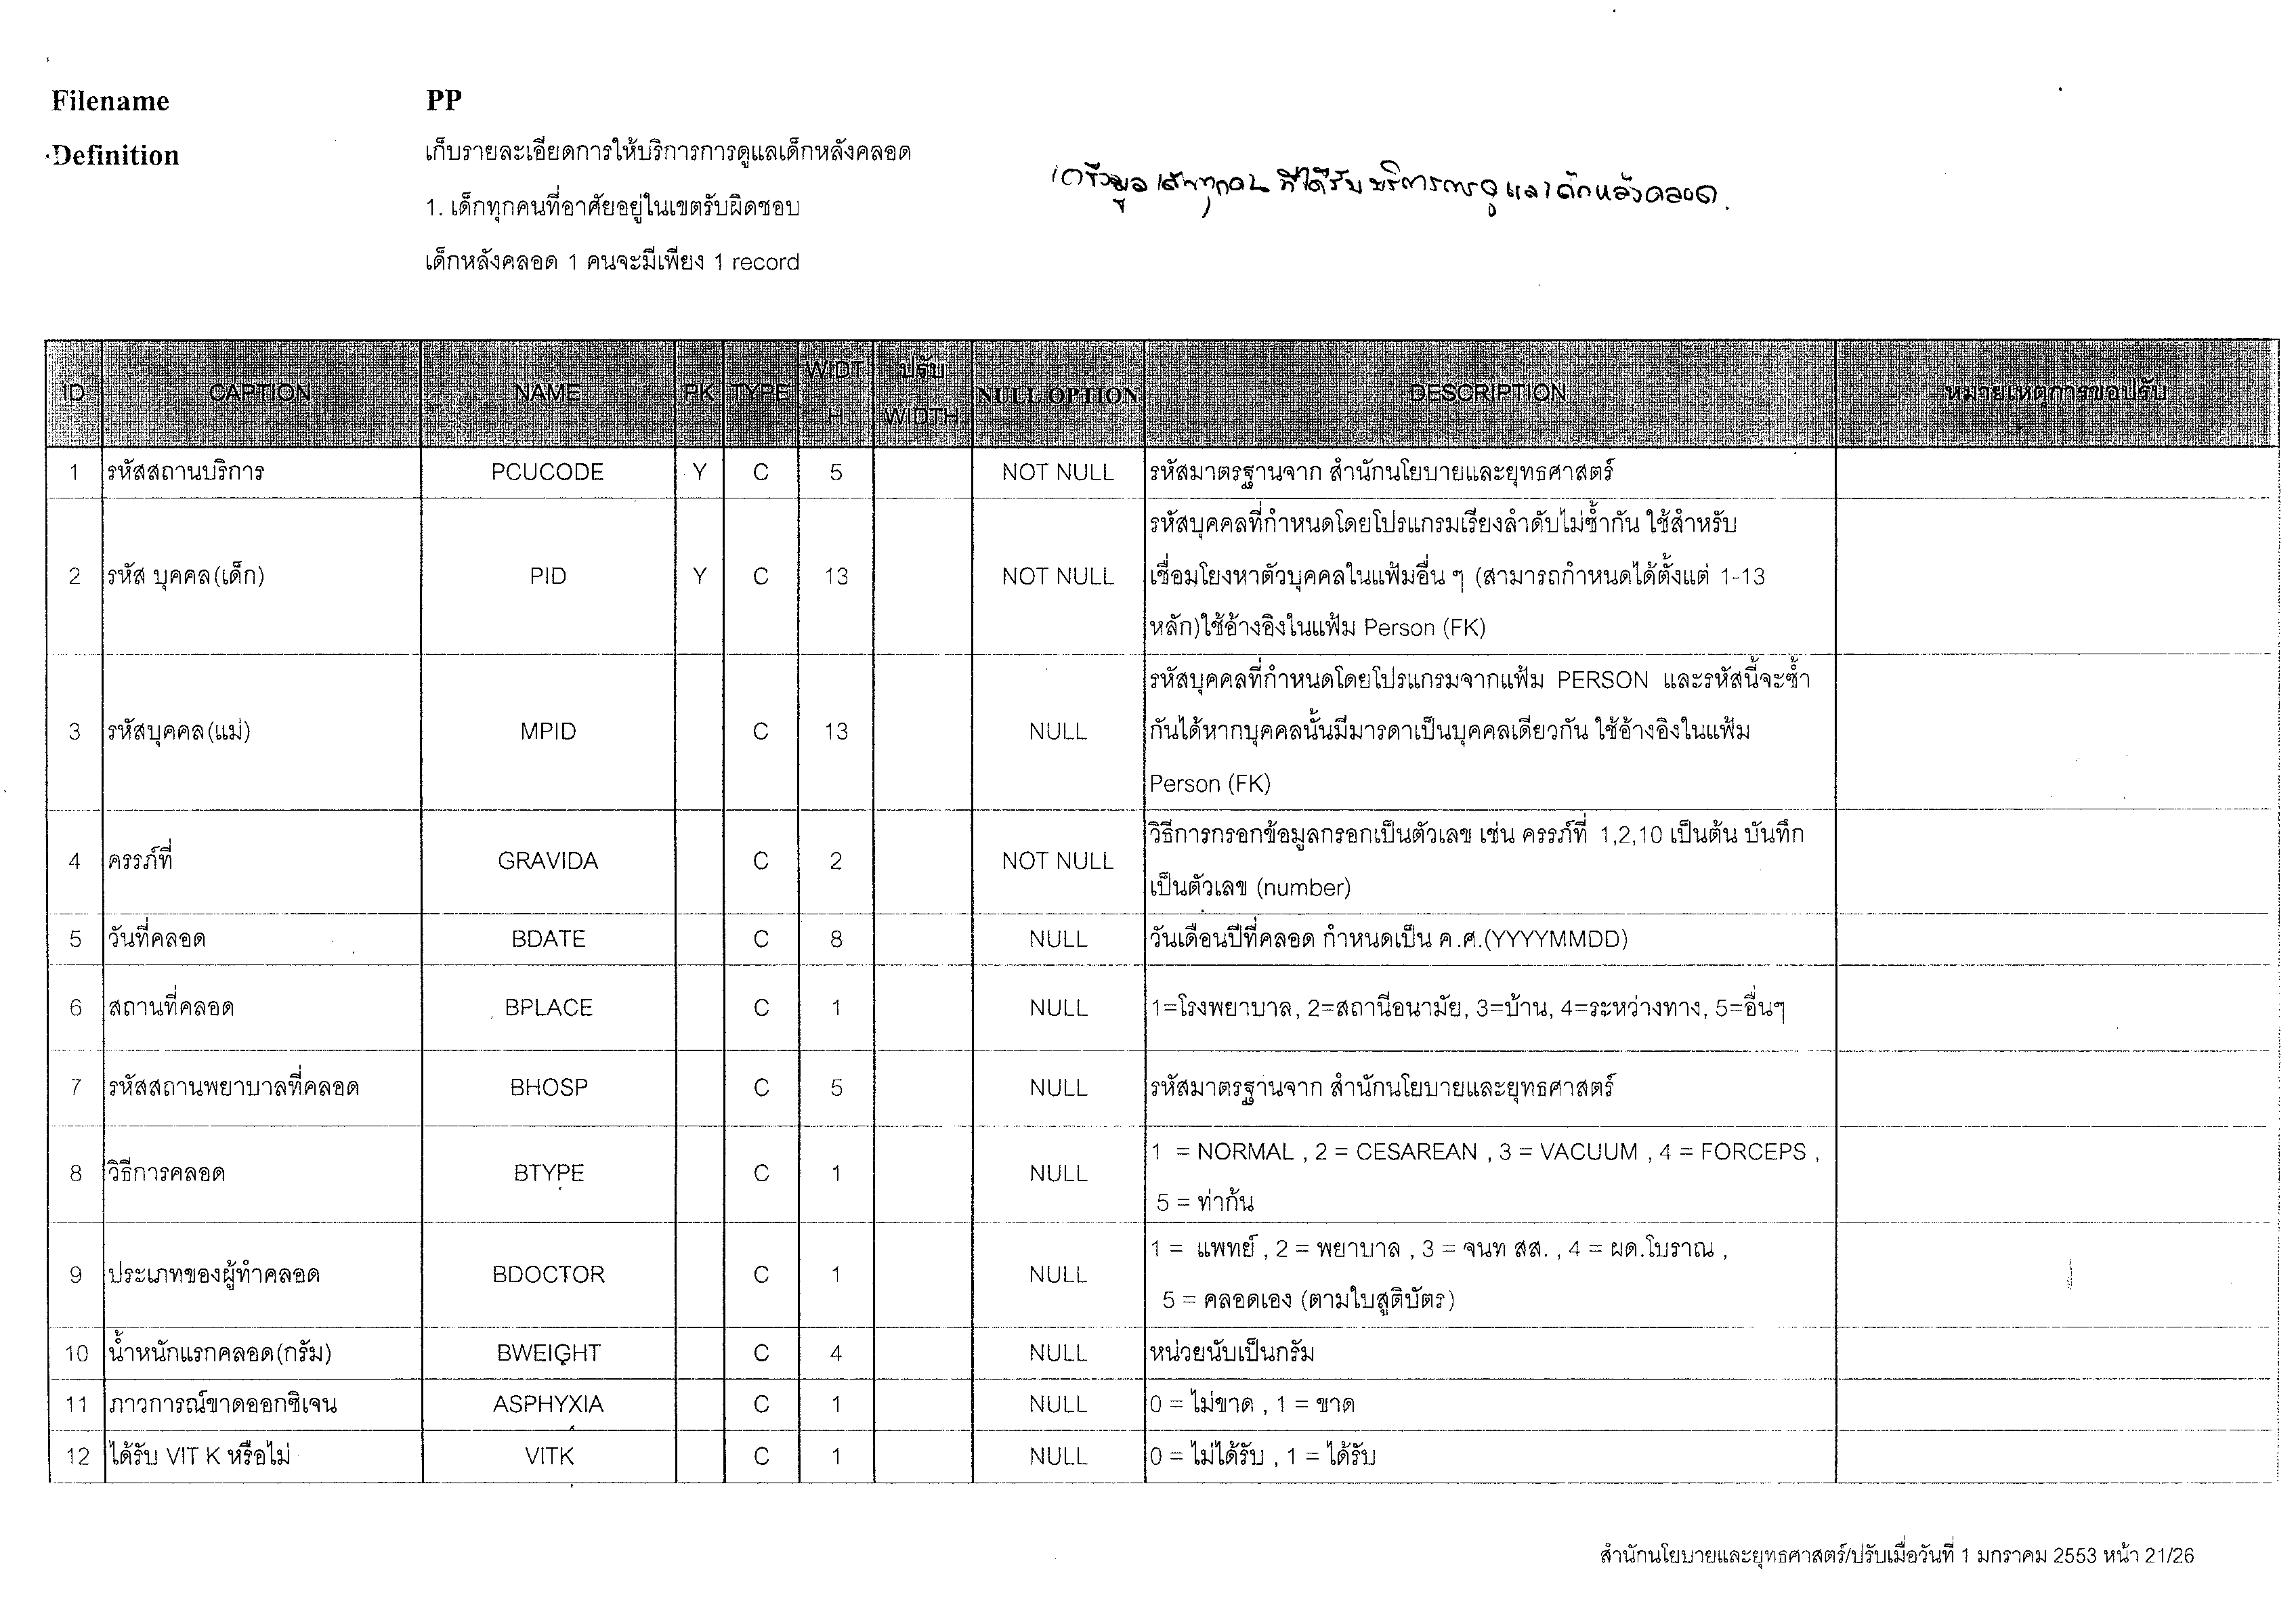 Filename PP
Definition เก็บรายละเอียดการให้บริการการดูแลเด็กหลังคลอด
ที่ได้รับบริการการดูแลเด็กหลังคลอด.
1. เด็กทุกคนที่อาศัยอยู่ในเขตรับผิดชอบ
เด็กหลังคลอด 1 คนจะมีเพียง 1 record
ID CAPTION NAME PK TYPE WIDTH ปรับ WIDTH NULL OPTION DESCRIPTION หมายเหตุการขอปรับ
1 รหัสสถานบริการ PCUCODE Y C 5 NOT NULL รหัสมาตรฐานจาก สำนักนโยบายและยุทธศาสตร์
2 รหัส บุคคล(เด็ก) PID Y C 13 NOT NULL รหัสบุคคลที่กำหนดโดยโปรแกรมเรียงลำดับไม่ซ้ำกัน ใช้สำหรับ
เชื่อมโยงหาตัวบุคคลในแฟ้มอื่น ๆ (สามารถกำหนดได้ตั้งแต่ 1-13
หลัก)ใช้อ้างอิงในแฟ้ม Person (FK)
3 รหัสบุคคล(แม่) MPID C 13 NULL รหัสบุคคลที่กำหนดโดยโปรแกรมจากแฟ้ม PERSON และรหัสนี้จะซ้ำ
กันได้หากบุคคลนั้นมีมารดาเป็นบุคคลเดียวกัน ใช้อ้างอิงในแฟ้ม
Person (FK)
4 ครรภ์ที่ GRAVIDA C 2 NOT NULL วิธีการกรอกข้อมูลกรอกเป็นตัวเลข เช่น ครรภ์ที่ 1,2,10 เป็นต้น บันทึก
เป็นตัวเลข (number)
5 วันที่คลอด BDATE C 8 NULL วันเดือนปีที่คลอด กำหนดเป็น ค.ศ.(YYYYMMDD)
6 สถานที่คลอด BPLACE C 1 NULL 1=โรงพยาบาล, 2=สถานีอนามัย, 3=บ้าน, 4=ระหว่างทาง, 5=อื่นๆ
7 รหัสสถานพยาบาลที่คลอด BHOSP C 5 NULL รหัสมาตรฐานจาก สำนักนโยบายและยุทธศาสตร์
8 วิธีการคลอด BTYPE C 1 NULL 1 = NORMAL , 2 = CESAREAN , 3 = VACUUM , 4 = FORCEPS ,
5 = ท่าก้น
9 ประเภทของผู้ทำคลอด BDOCTOR C 1 NULL 1 = แพทย์ , 2 = พยาบาล , 3 = จนท สส. , 4 = ผด.โบราณ ,
5 = คลอดเอง (ตามใบสูติบัตร)
10 น้ำหนักแรกคลอด(กรัม) BWEIGHT C 4 NULL หน่วยนับเป็นกรัม
11 ภาวการณ์ขาดออกซิเจน ASPHYXIA C 1 NULL 0 = ไม่ขาด , 1 = ขาด
12 ได้รับ VIT K หรือไม่ VITK C 1 NULL 0 = ไม่ได้รับ , 1 = ได้รับ
สำนักนโยบายและยุทธศาสตร์/ปรับเมื่อวันที่ 1 มกราคม 2553 หน้า 21/26